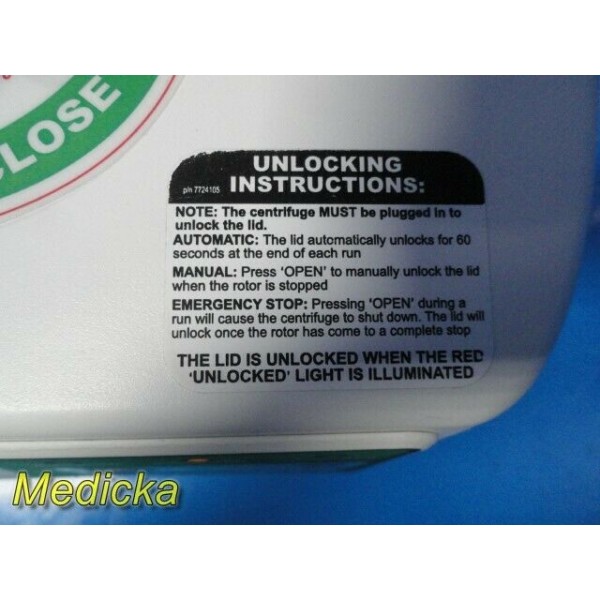 CLOSE
UNLOCKING
p/n 7724105
INSTRUCTIONS:
NOTE: The centrifuge MUST be plugged in to
unlock the lid.
AUTOMATIC: The lid automatically unlocks for 60
seconds at the end of each run
MANUAL: Press 'OPEN' to manually unlock the lid
when the rotor is stopped
EMERGENCY STOP: Pressing 'OPEN' during a
run will cause the centrifuge to shut down. The lid will
unlock once the rotor has come to a complete stop
THE LID IS UNLOCKED WHEN THE RED
'UNLOCKED' LIGHT IS ILLUMINATED
Medicka